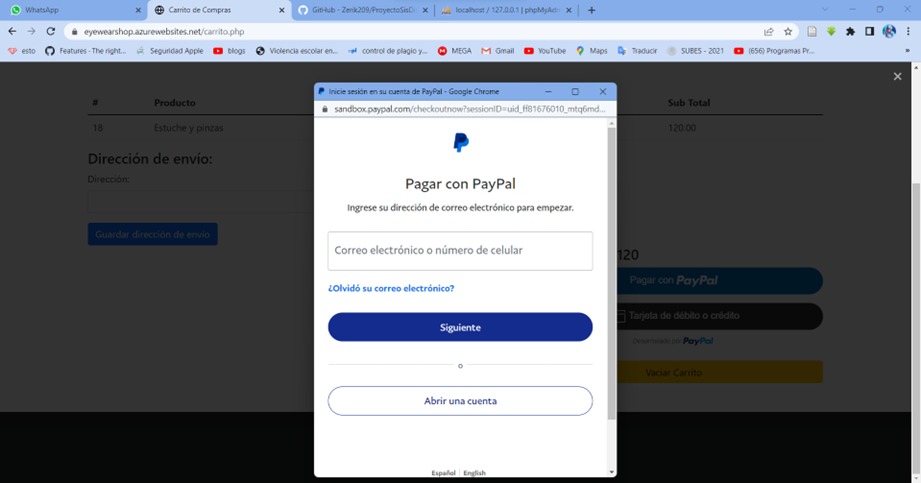 WhatsApp
Carrito de Compras
GitHub - Zerik209/ProyectoSisDi
localhost / 127.0.0.1 | phpMyAdm
eyewearshop.azurewebsites.net/carrito.php
esto
Features · The right...
Seguridad Apple
blogs
Violencia escolar en...
control de plagio y...
MEGA
Gmail
YouTube
Maps
Traducir
SUBES - 2021
(656) Programas Pr...
Inicie sesión en su cuenta de PayPal - Google Chrome
sandbox.paypal.com/checkoutnow?sessionID=uid_ff81676010_mtq6md...
#
Producto
Sub Total
18
Estuche y pinzas
120.00
Dirección de envío:
Dirección:
Guardar dirección de envío
Pagar con PayPal
Ingrese su dirección de correo electrónico para empezar.
Correo electrónico o número de celular
¿Olvidó su correo electrónico?
Siguiente
o
Abrir una cuenta
Español | English
120
Pagar con PayPal
Tarjeta de débito o crédito
PayPal
Vaciar Carrito